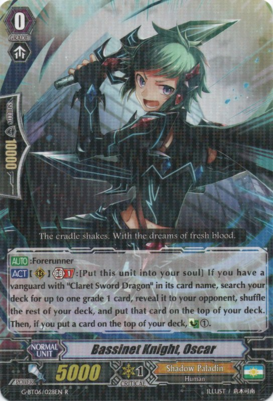 0
10000
The cradle shakes. With the dreams of fresh blood.
AUTO:Forerunner
ACT【 】 1:[Put this unit into your soul] If you have a
vanguard with "Claret Sword Dragon" in its card name, search your
deck for up to one grade 1 card, reveal it to your opponent, shuffle
the rest of your deck, and put that card on the top of your deck.
Then, if you put a card on the top of your deck, 1.
NORMAL UNIT
Bassinet Knight, Oscar
5000
1
Shadow Paladin
Human
G-BT06/028EN R